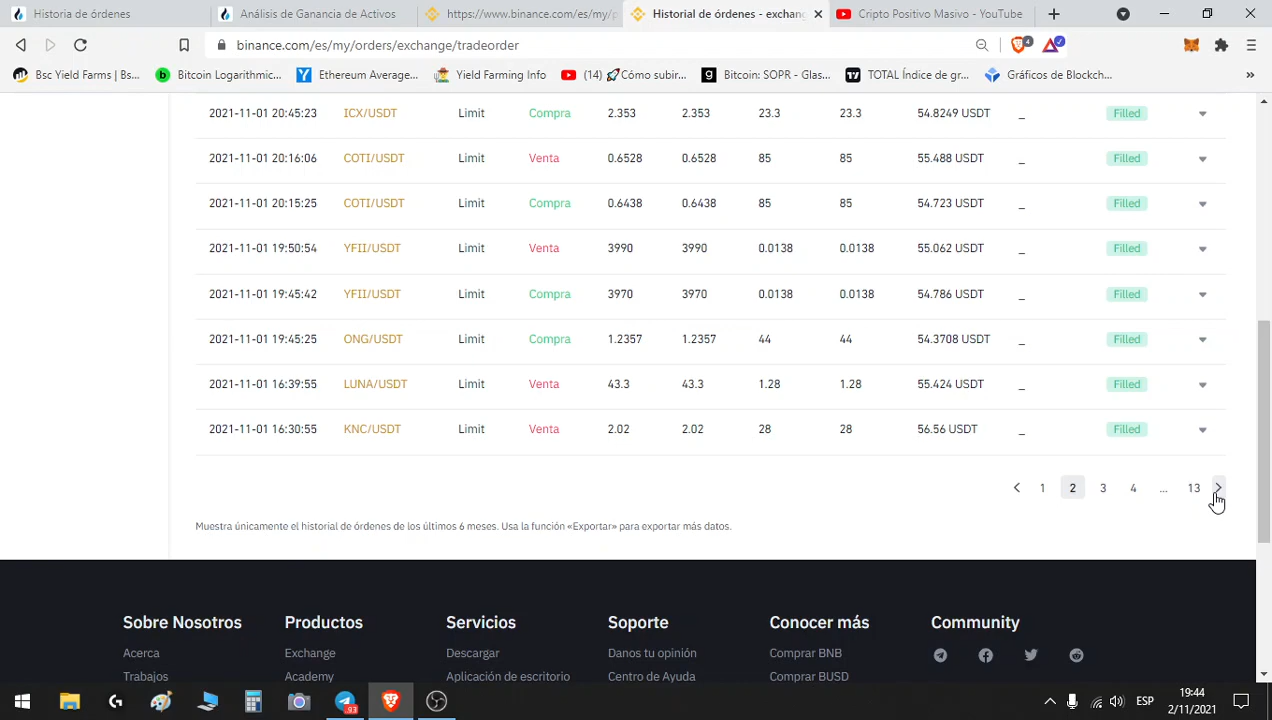 Historia de órdenes
Análisis de Ganancia de Activos
https://www.binance.com/es/my/
Historial de órdenes - exchang
Cripto Positivo Masivo - YouTube
binance.com/es/my/orders/exchange/tradeorder
4
Bsc Yield Farms | Bs...
Bitcoin Logarithmic...
Ethereum Average...
Yield Farming Info
(14) 🚀Cómo subir...
Bitcoin: SOPR - Glas...
TOTAL Índice de gr...
Gráficos de Blockch...
»
2021-11-01 20:45:23 ICX/USDT Limit Compra 2.353 2.353 23.3 23.3 54.8249 USDT _ Filled
2021-11-01 20:16:06 COTI/USDT Limit Venta 0.6528 0.6528 85 85 55.488 USDT _ Filled
2021-11-01 20:15:25 COTI/USDT Limit Compra 0.6438 0.6438 85 85 54.723 USDT _ Filled
2021-11-01 19:50:54 YFII/USDT Limit Venta 3990 3990 0.0138 0.0138 55.062 USDT _ Filled
2021-11-01 19:45:42 YFII/USDT Limit Compra 3970 3970 0.0138 0.0138 54.786 USDT _ Filled
2021-11-01 19:45:25 ONG/USDT Limit Compra 1.2357 1.2357 44 44 54.3708 USDT _ Filled
2021-11-01 16:39:55 LUNA/USDT Limit Venta 43.3 43.3 1.28 1.28 55.424 USDT _ Filled
2021-11-01 16:30:55 KNC/USDT Limit Venta 2.02 2.02 28 28 56.56 USDT _ Filled
< 1 2 3 4 ... 13 >
Muestra únicamente el historial de órdenes de los últimos 6 meses. Usa la función «Exportar» para exportar más datos.
Sobre Nosotros Productos Servicios Soporte Conocer más Community
Acerca Exchange Descargar Danos tu opinión Comprar BNB
Trabajos Academy Aplicación de escritorio Centro de Ayuda Comprar BUSD
93
ESP
19:44
2/11/2021